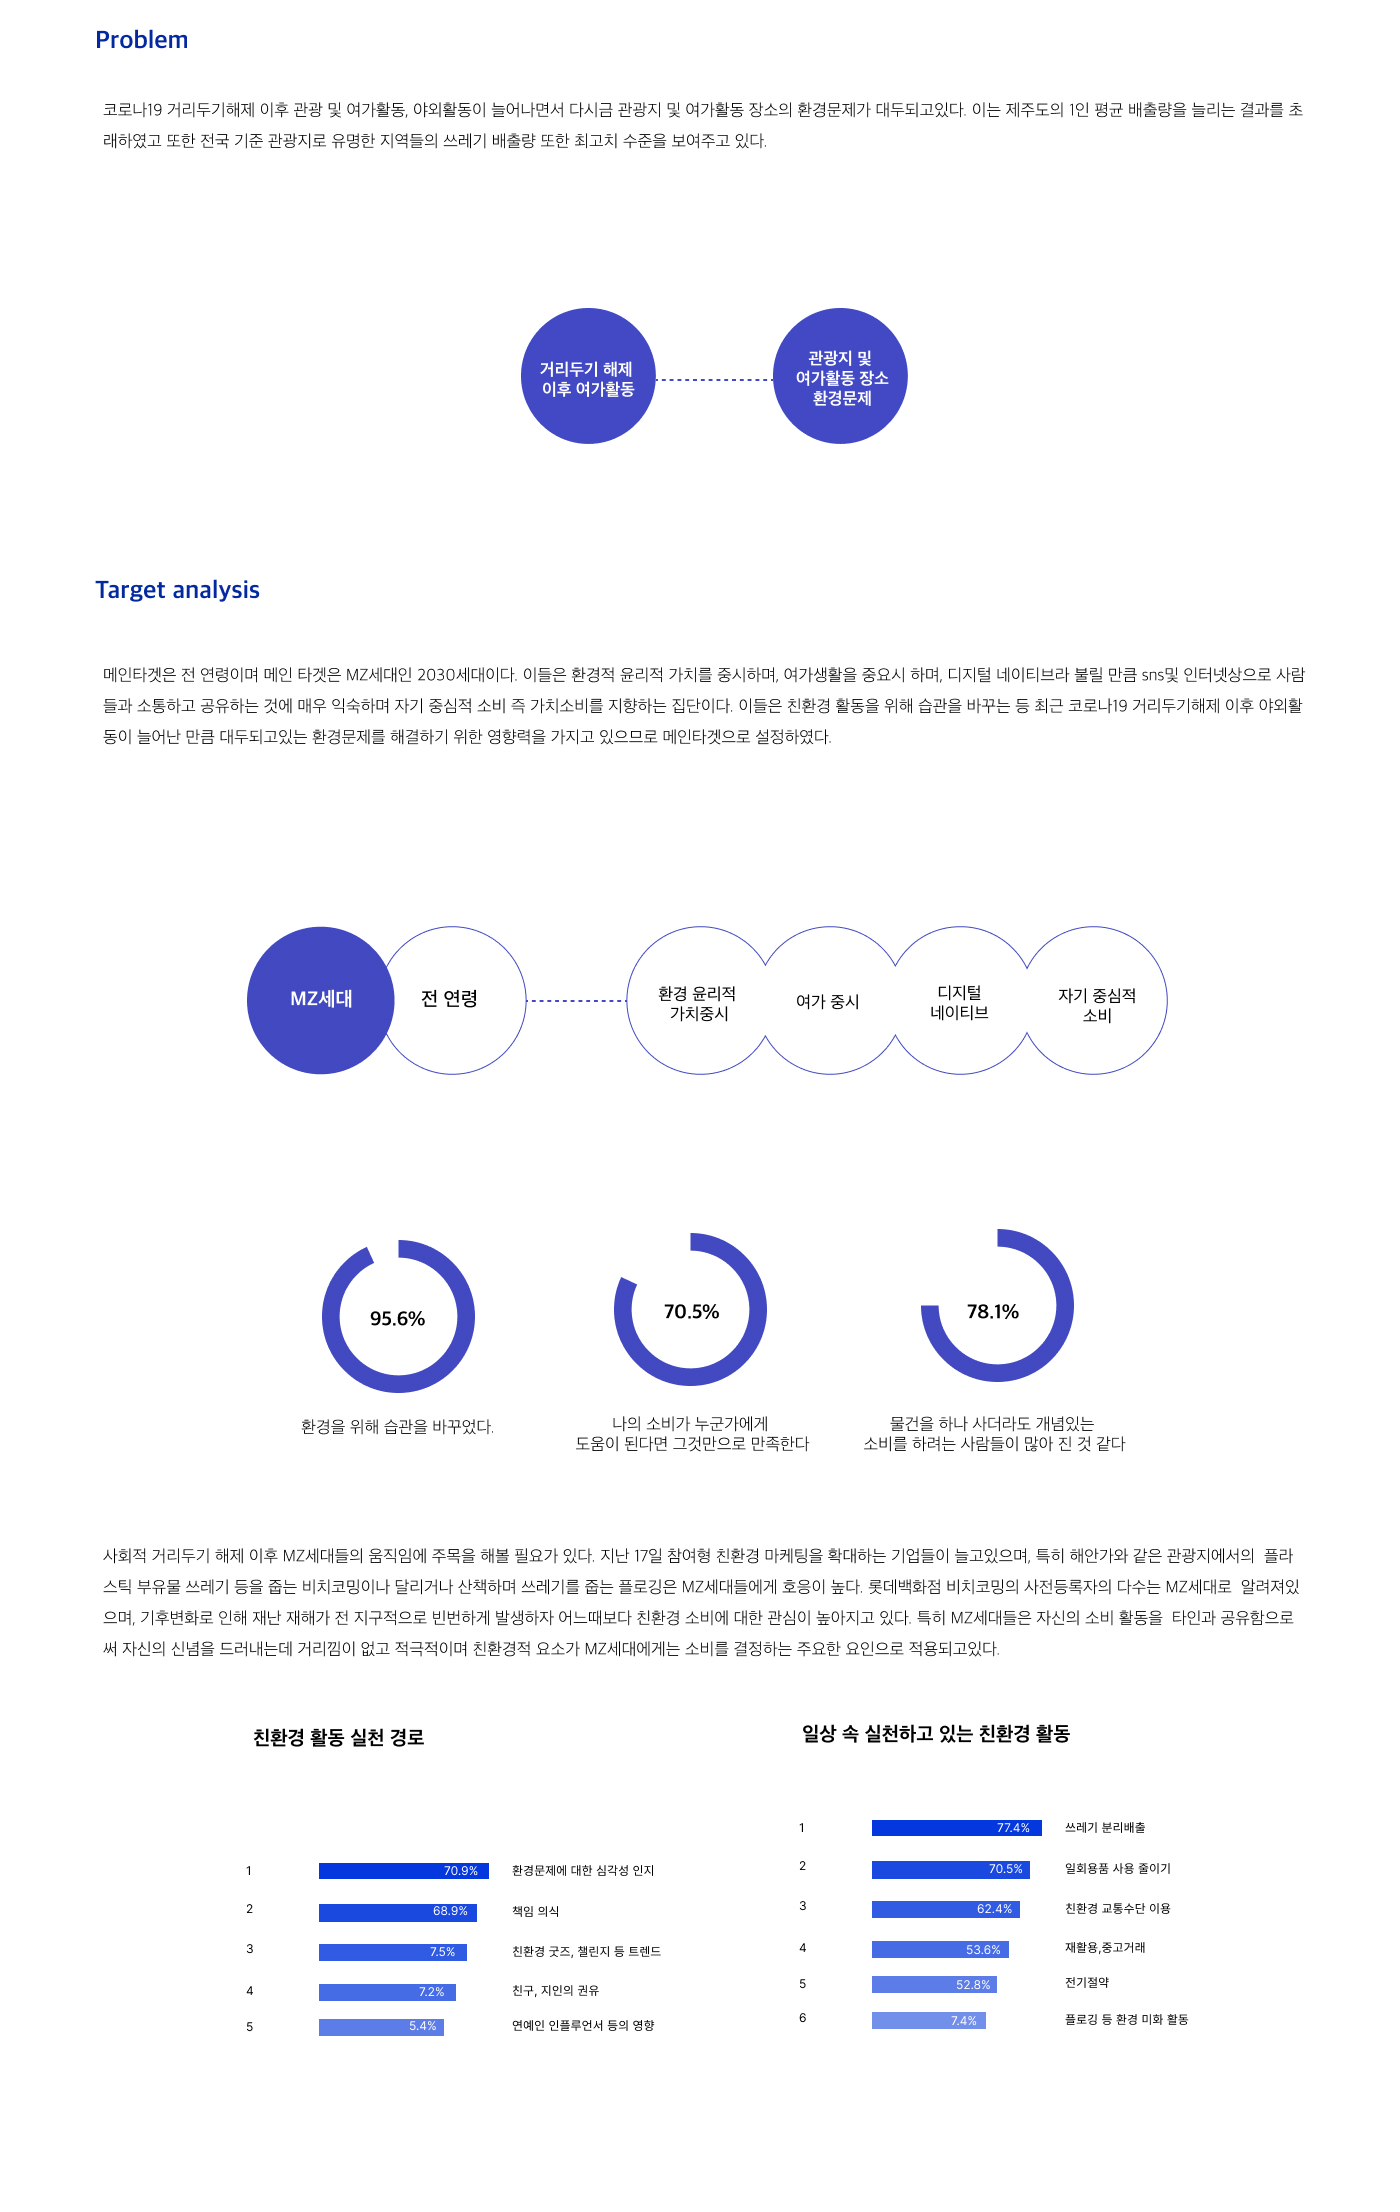 Problem
코로나19 거리두기해제 이후 관광 및 여가활동, 야외활동이 늘어나면서 다시금 관광지 및 여가활동 장소의 환경문제가 대두되고있다. 이는 제주도의 1인 평균 배출량을 늘리는 결과를 초
래하였고 또한 전국 기준 관광지로 유명한 지역들의 쓰레기 배출량 또한 최고치 수준을 보여주고 있다.
거리두기 해제
이후 여가활동
관광지 및
여가활동 장소
환경문제
Target analysis
메인타겟은 전 연령이며 메인 타겟은 MZ세대인 2030세대이다. 이들은 환경적 윤리적 가치를 중시하며, 여가생활을 중요시 하며, 디지털 네이티브라 불릴 만큼 sns및 인터넷상으로 사람
들과 소통하고 공유하는 것에 매우 익숙하며 자기 중심적 소비 즉 가치소비를 지향하는 집단이다. 이들은 친환경 활동을 위해 습관을 바꾸는 등 최근 코로나19 거리두기해제 이후 야외활
동이 늘어난 만큼 대두되고있는 환경문제를 해결하기 위한 영향력을 가지고 있으므로 메인타겟으로 설정하였다.
MZ세대
전 연령
환경 윤리적
가치중시
여가 중시
디지털
네이티브
자기 중심적
소비
95.6%
환경을 위해 습관을 바꾸었다.
70.5%
나의 소비가 누군가에게
도움이 된다면 그것만으로 만족한다
78.1%
물건을 하나 사더라도 개념있는
소비를 하려는 사람들이 많아 진 것 같다
사회적 거리두기 해제 이후 MZ세대들의 움직임에 주목을 해볼 필요가 있다. 지난 17일 참여형 친환경 마케팅을 확대하는 기업들이 늘고있으며, 특히 해안가와 같은 관광지에서의 플라
스틱 부유물 쓰레기 등을 줍는 비치코밍이나 달리거나 산책하며 쓰레기를 줍는 플로깅은 MZ세대들에게 호응이 높다. 롯데백화점 비치코밍의 사전등록자의 다수는 MZ세대로 알려져있
으며, 기후변화로 인해 재난 재해가 전 지구적으로 빈번하게 발생하자 어느때보다 친환경 소비에 대한 관심이 높아지고 있다. 특히 MZ세대들은 자신의 소비 활동을 타인과 공유함으로
써 자신의 신념을 드러내는데 거리낌이 없고 적극적이며 친환경적 요소가 MZ세대에게는 소비를 결정하는 주요한 요인으로 적용되고있다.
친환경 활동 실천 경로
1 70.9% 환경문제에 대한 심각성 인지
2 68.9% 책임 의식
3 7.5% 친환경 굿즈, 챌린지 등 트렌드
4 7.2% 친구, 지인의 권유
5 5.4% 연예인 인플루언서 등의 영향
일상 속 실천하고 있는 친환경 활동
1 77.4% 쓰레기 분리배출
2 70.5% 일회용품 사용 줄이기
3 62.4% 친환경 교통수단 이용
4 53.6% 재활용,중고거래
5 52.8% 전기절약
6 7.4% 플로깅 등 환경 미화 활동